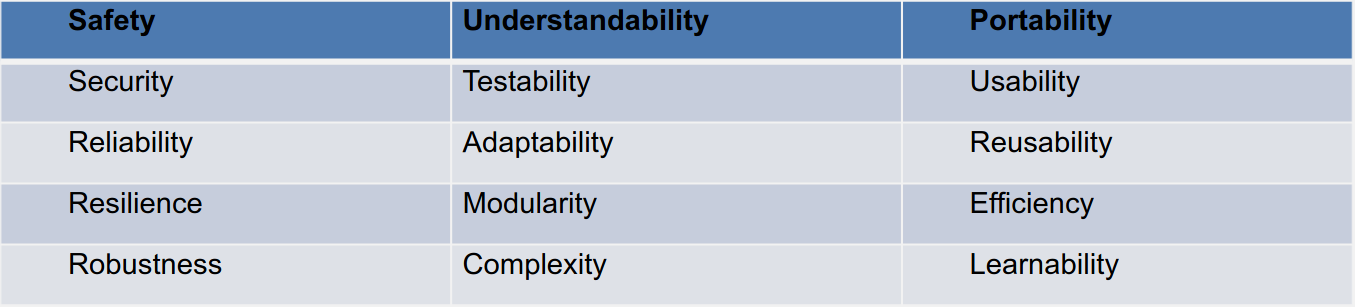 Safety Understandability Portability
Security Testability Usability
Reliability Adaptability Reusability
Resilience Modularity Efficiency
Robustness Complexity Learnability